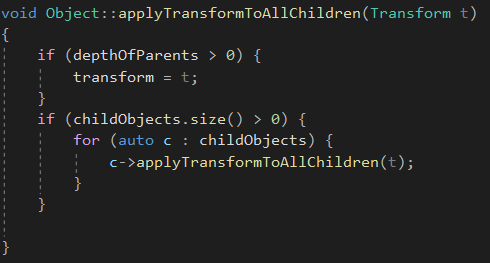 void Object::applyTransformToAllChildren(Transform t)
{
    if (depthOfParents > 0) {
        transform = t;
    }
    if (childObjects.size() > 0) {
        for (auto c : childObjects) {
            c->applyTransformToAllChildren(t);
        }
    }
}